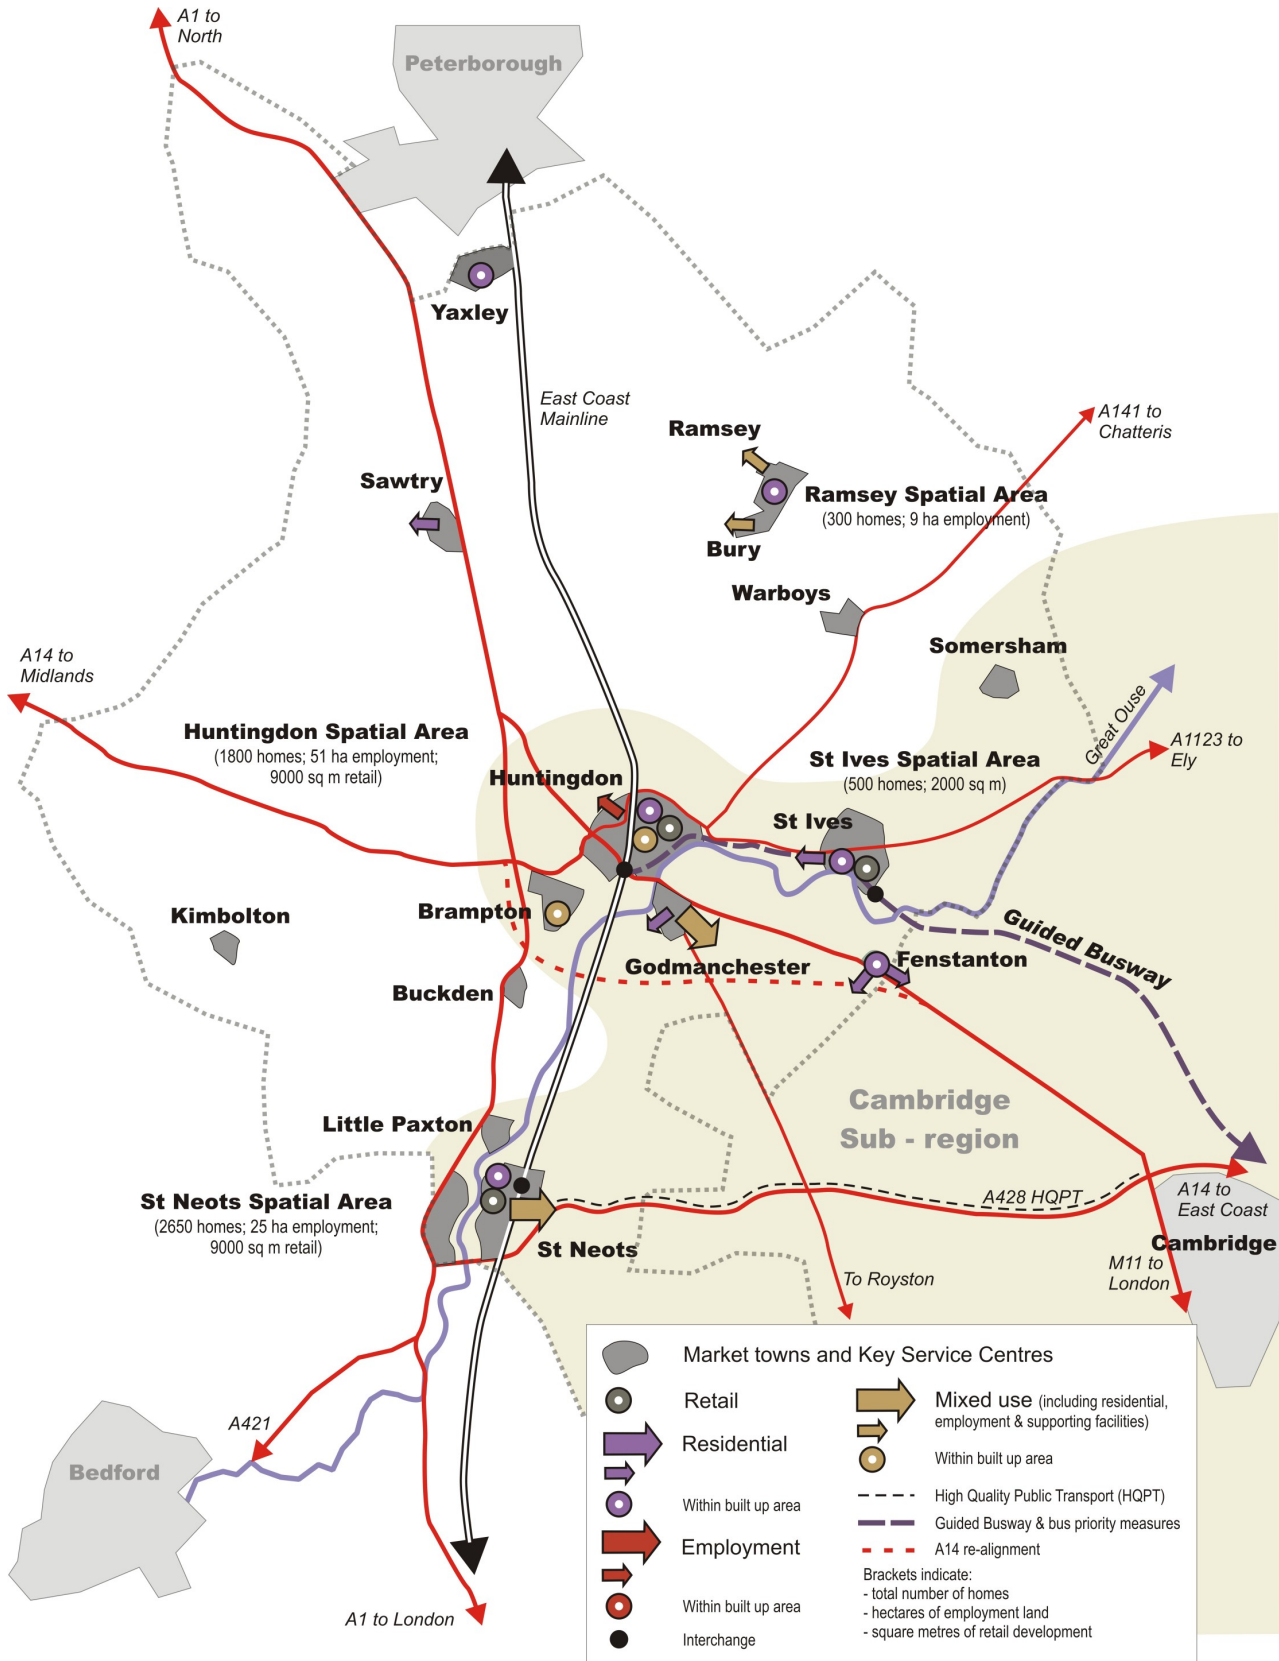 A1 to
North
Peterborough
Yaxley
East Coast
Mainline
Ramsey
A141 to
Chatteris
Sawtry
Ramsey Spatial Area
(300 homes; 9 ha employment)
Bury
Warboys
Somersham
A14 to
Midlands
Great Ouse
Huntingdon Spatial Area
(1800 homes; 51 ha employment;
9000 sq m retail)
A1123 to
Ely
St Ives Spatial Area
(500 homes; 2000 sq m)
Huntingdon
St Ives
Kimbolton
Brampton
Guided Busway
Godmanchester
Fenstanton
Buckden
Cambridge
Sub - region
Little Paxton
St Neots Spatial Area
(2650 homes; 25 ha employment;
9000 sq m retail)
A428 HQPT
A14 to
East Coast
St Neots
Cambridge
To Royston
M11 to
London
A421
Bedford
A1 to London
Market towns and Key Service Centres
Retail
Residential
Within built up area
Employment
Within built up area
Interchange
Mixed use (including residential,
employment & supporting facilities)
Within built up area
High Quality Public Transport (HQPT)
Guided Busway & bus priority measures
A14 re-alignment
Brackets indicate:
- total number of homes
- hectares of employment land
- square metres of retail development